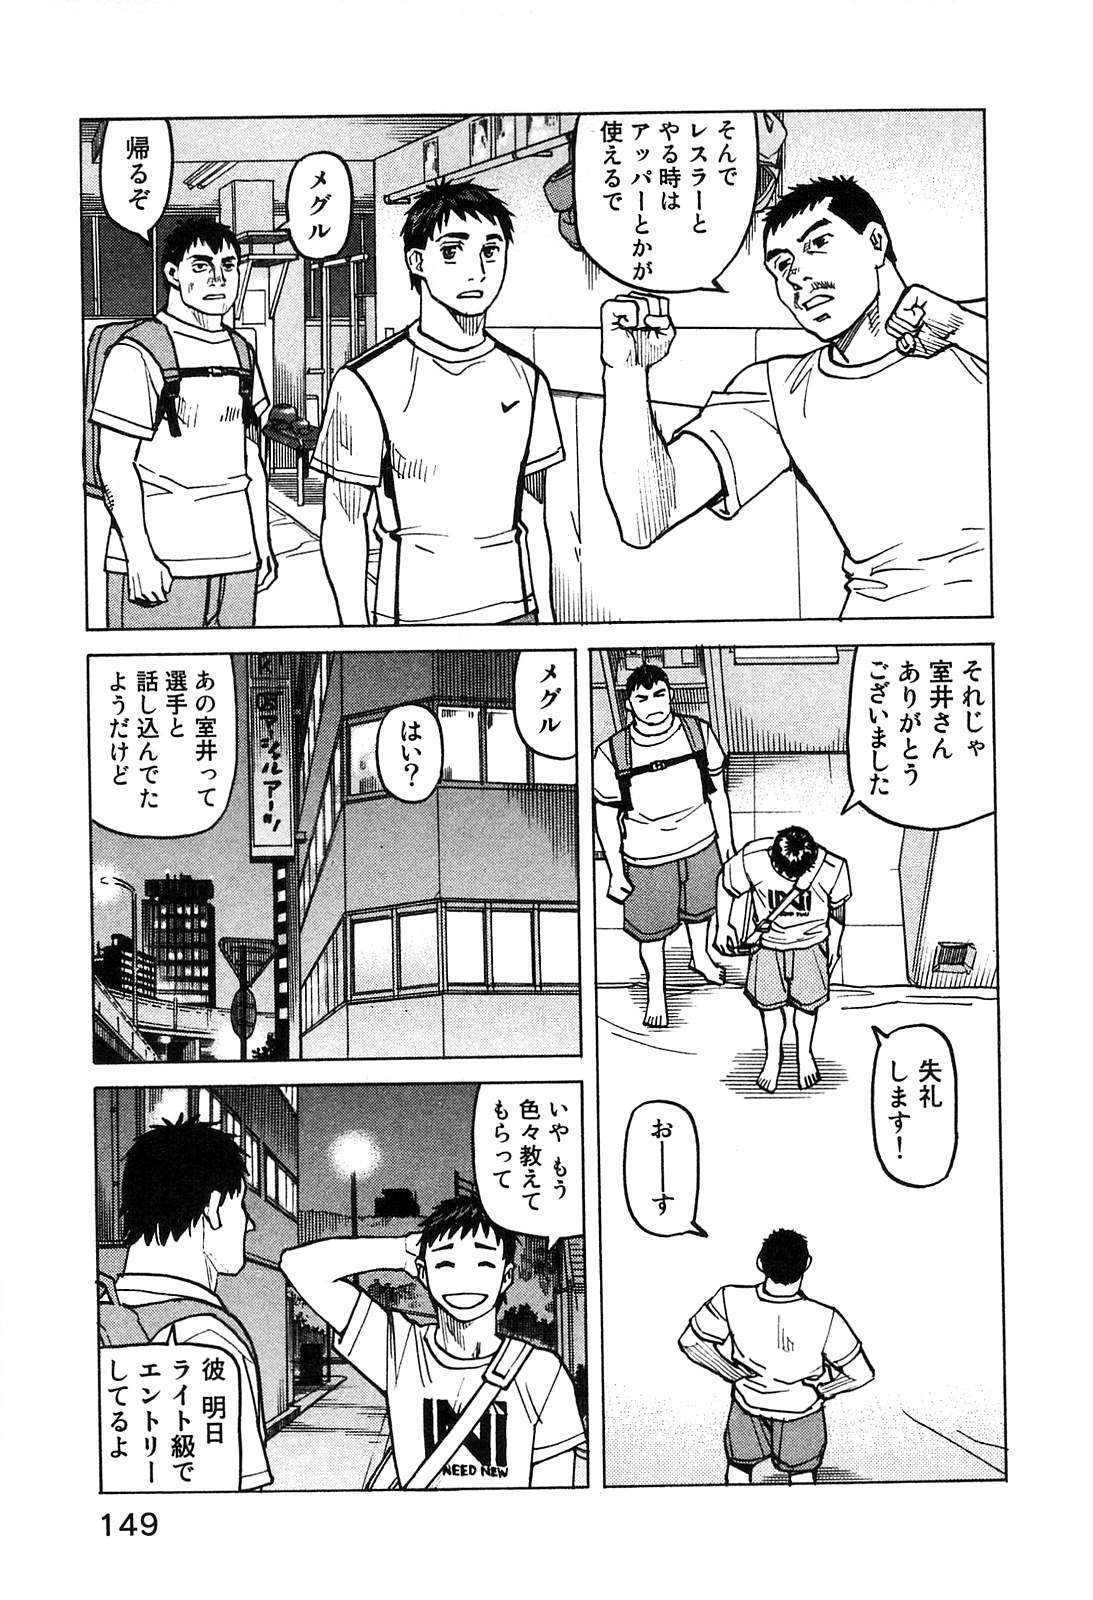 そんで
レスラーと
やる時は
アッパーとかが
使えるで
メグル
帰るぞ
それじゃ
室井さん
ありがとう
ございました
失礼
します!
おーーす
メグル
はい?
あの室井って
選手と
話し込んでた
ようだけど
いや もう
色々教えて
もらって
INI
NEED NEW
彼 明日
ライト級で
エントリー
してるよ
149